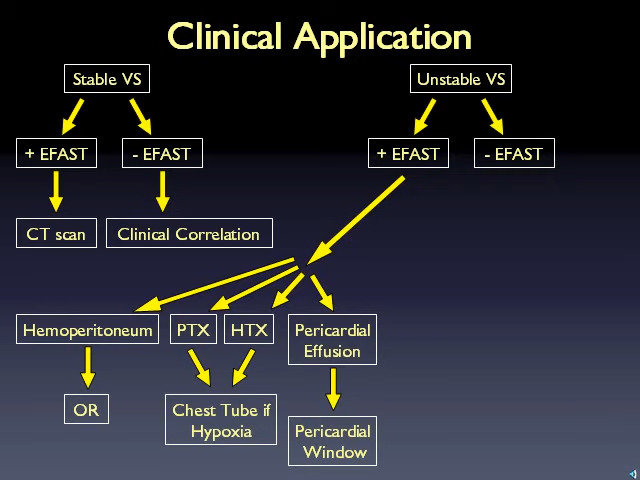 Clinical Application
Stable VS
Unstable VS
+ EFAST
- EFAST
+ EFAST
- EFAST
CT scan
Clinical Correlation
Hemoperitoneum
PTX
HTX
Pericardial
Effusion
OR
Chest Tube if
Hypoxia
Pericardial
Window